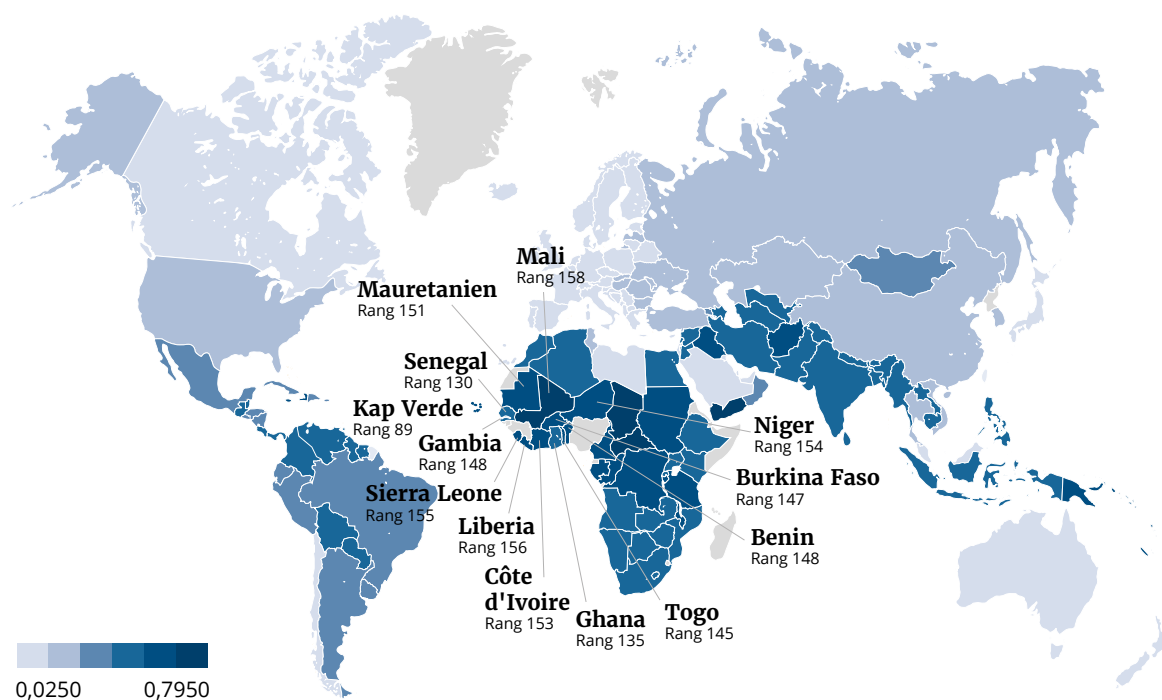 Mali
Rang 158
Mauretanien
Rang 151
Senegal
Rang 130
Kap Verde
Rang 89
Gambia
Rang 148
Sierra Leone
Rang 155
Liberia
Rang 156
Côte
d'Ivoire
Rang 153
Ghana
Rang 135
Togo
Rang 145
Benin
Rang 148
Burkina Faso
Rang 147
Niger
Rang 154
0,0250
0,7950